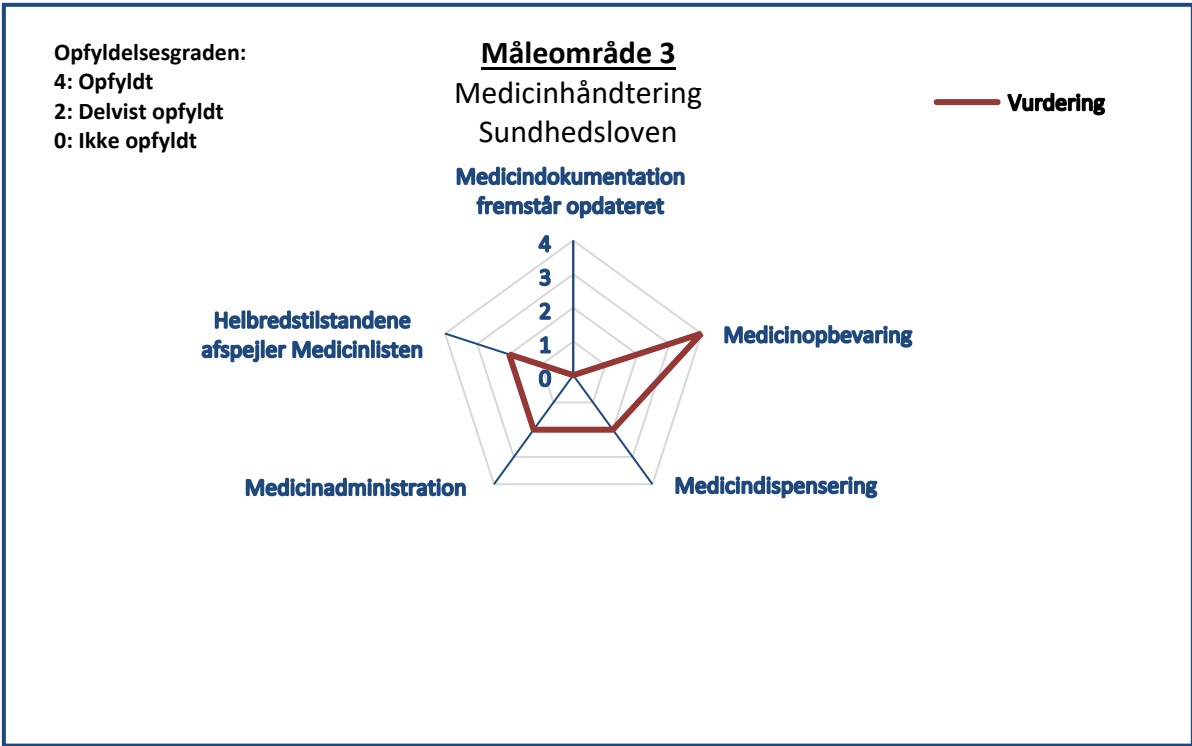 Opfyldelsesgraden:
4: Opfyldt
2: Delvist opfyldt
0: Ikke opfyldt
Måleområde 3
Medicinhåndtering
Sundhedsloven
Vurdering
Medicindokumentation
fremstår opdateret
4
3
2
1
0
Helbredstilstandene
afspejler Medicinlisten
Medicinopbevaring
Medicinadministration
Medicindispensering